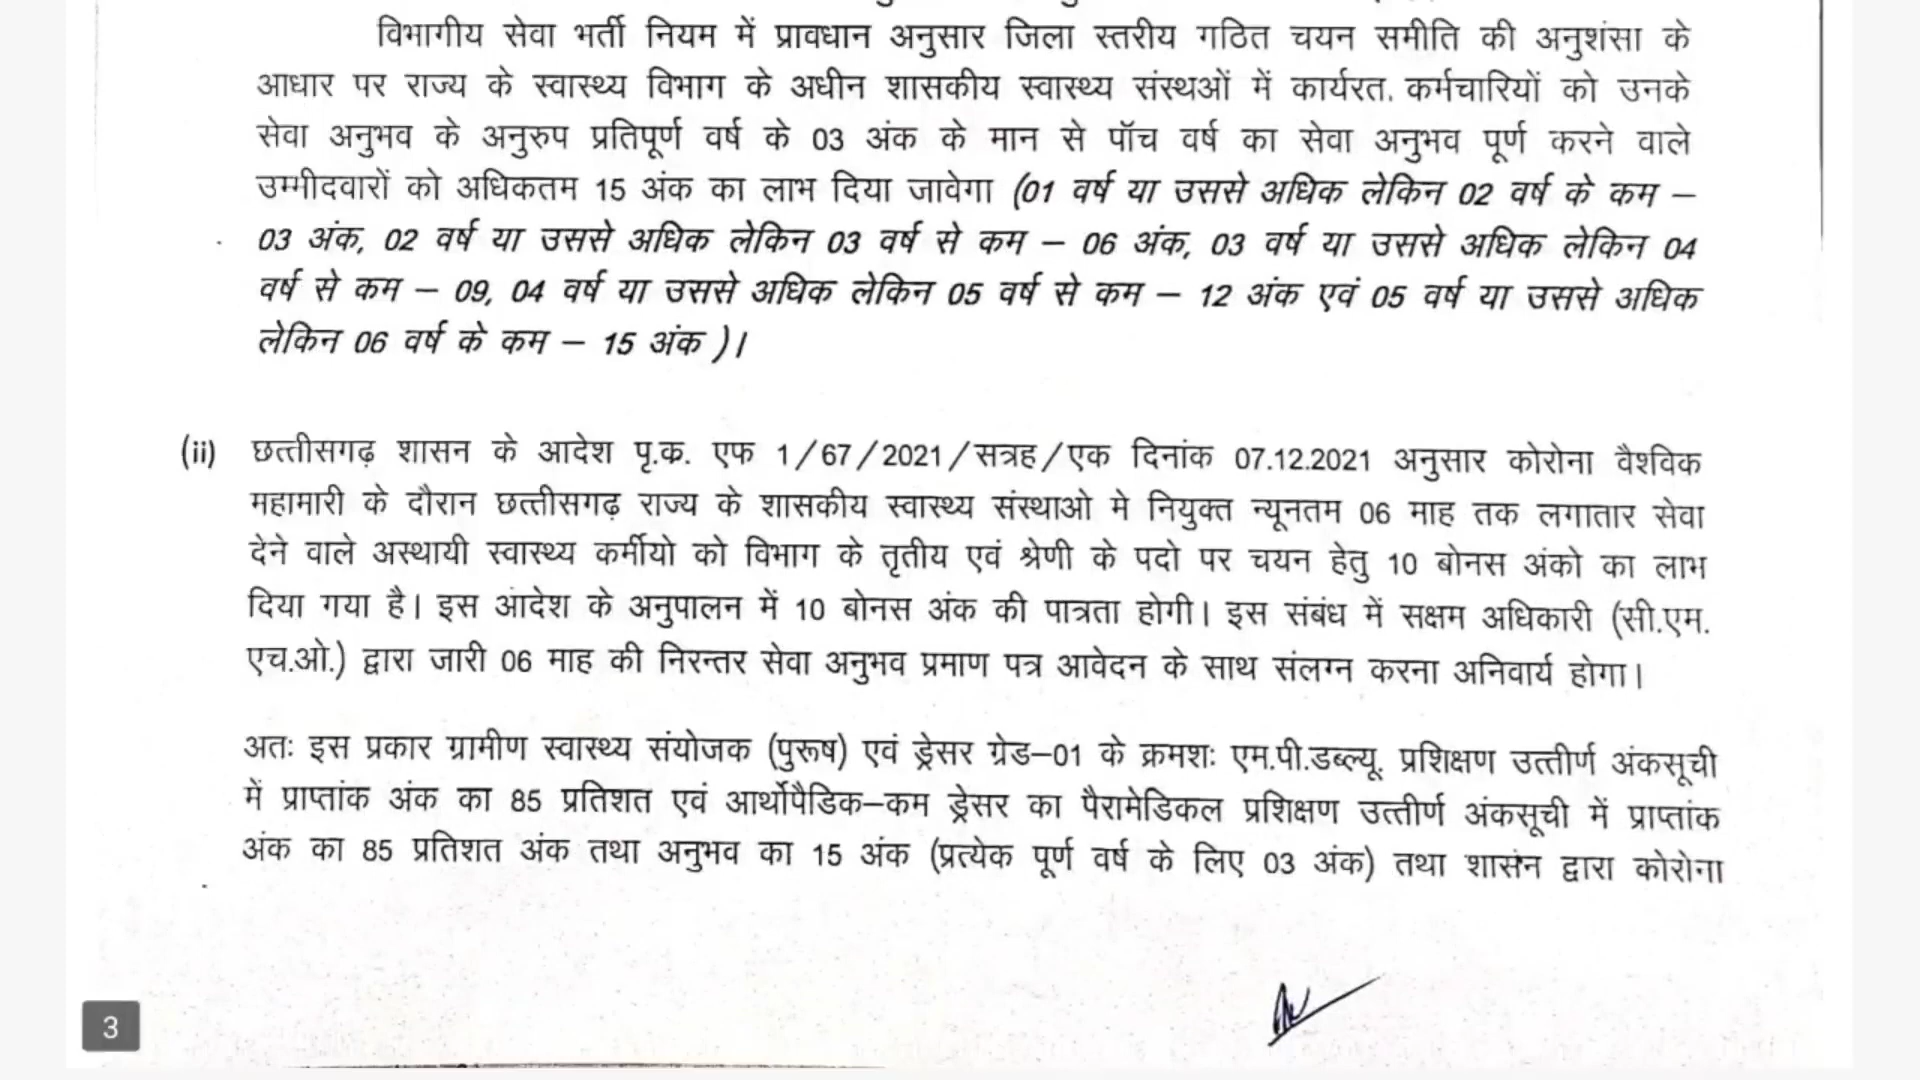 विभागीय सेवा भर्ती नियम में प्रावधान अनुसार जिला स्तरीय गठित चयन समीति की अनुशंसा के
आधार पर राज्य के स्वास्थ्य विभाग के अधीन शासकीय स्वास्थ्य संस्थओं में कार्यरत. कर्मचारियों को उनके
सेवा अनुभव के अनुरुप प्रतिपूर्ण वर्ष के 03 अंक के मान से पॉच वर्ष का सेवा अनुभव पूर्ण करने वाले
उम्मीदवारों को अधिकतम 15 अंक का लाभ दिया जावेगा (01 वर्ष या उससे अधिक लेकिन 02 वर्ष के कम –
03 अंक, 02 वर्ष या उससे अधिक लेकिन 03 वर्ष से कम – 06 अंक, 03 वर्ष या उससे अधिक लेकिन 04
वर्ष से कम – 09, 04 वर्ष या उससे अधिक लेकिन 05 वर्ष से कम – 12 अंक एवं 05 वर्ष या उससे अधिक
लेकिन 06 वर्ष के कम – 15 अंक )।
(ii) छत्तीसगढ़ शासन के आदेश पृ.क. एफ 1/67/2021/सत्रह/एक दिनांक 07.12.2021 अनुसार कोरोना वैश्विक
महामारी के दौरान छत्तीसगढ़ राज्य के शासकीय स्वास्थ्य संस्थाओ मे नियुक्त न्यूनतम 06 माह तक लगातार सेवा
देने वाले अस्थायी स्वास्थ्य कर्मीयो को विभाग के तृतीय एवं श्रेणी के पदो पर चयन हेतु 10 बोनस अंको का लाभ
दिया गया है। इस आदेश के अनुपालन में 10 बोनस अंक की पात्रता होगी। इस संबंध में सक्षम अधिकारी (सी.एम.
एच.ओ.) द्वारा जारी 06 माह की निरन्तर सेवा अनुभव प्रमाण पत्र आवेदन के साथ संलग्न करना अनिवार्य होगा।
अतः इस प्रकार ग्रामीण स्वास्थ्य संयोजक (पुरूष) एवं ड्रेसर ग्रेड–01 के क्रमशः एम.पी.डब्ल्यू. प्रशिक्षण उत्तीर्ण अंकसूची
में प्राप्तांक अंक का 85 प्रतिशत एवं आर्थोपैडिक–कम ड्रेसर का पैरामेडिकल प्रशिक्षण उत्तीर्ण अंकसूची में प्राप्तांक
अंक का 85 प्रतिशत अंक तथा अनुभव का 15 अंक (प्रत्येक पूर्ण वर्ष के लिए 03 अंक) तथा शासन द्वारा कोरोना
3